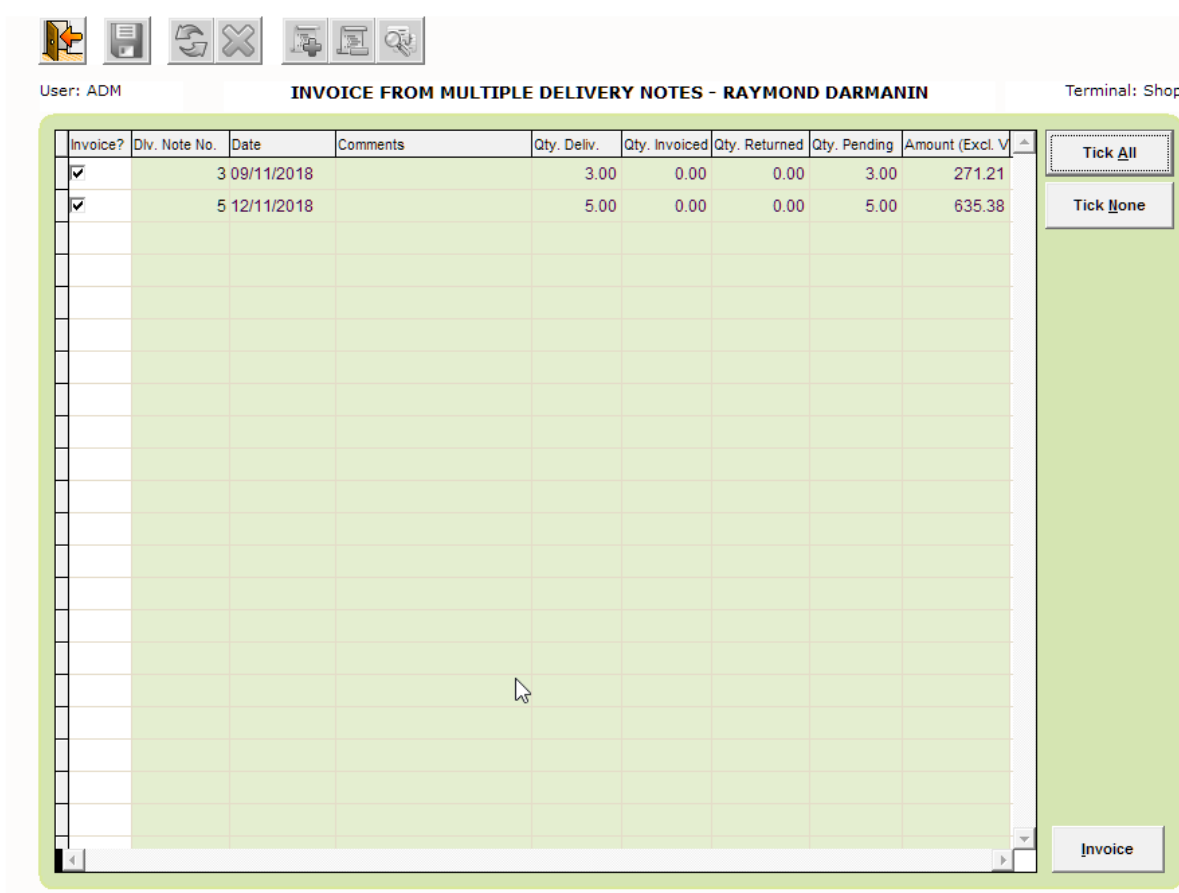 User: ADM INVOICE FROM MULTIPLE DELIVERY NOTES - RAYMOND DARMANIN Terminal: Shop
Invoice? Dlv. Note No. Date Comments Qty. Deliv. Qty. Invoiced Qty. Returned Qty. Pending Amount (Excl. V
3 09/11/2018 3.00 0.00 0.00 3.00 271.21
5 12/11/2018 5.00 0.00 0.00 5.00 635.38
Tick All
Tick None
Invoice